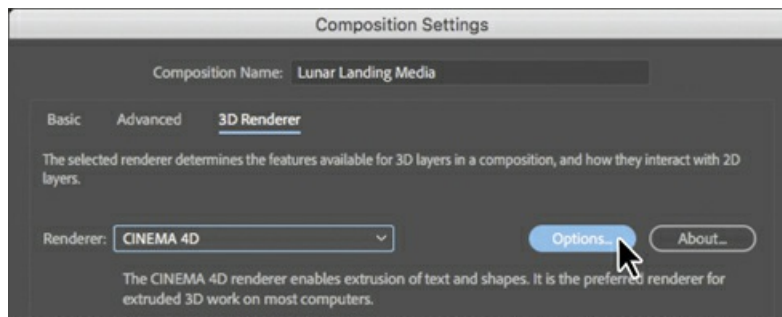 Composition Settings
Composition Name: Lunar Landing Media
Basic Advanced 3D Renderer
The selected renderer determines the features available for 3D layers in a composition, and how they interact with 2D
layers.
Renderer: CINEMA 4D Options... About...
The CINEMA 4D renderer enables extrusion of text and shapes. It is the preferred renderer for
extruded 3D work on most computers.